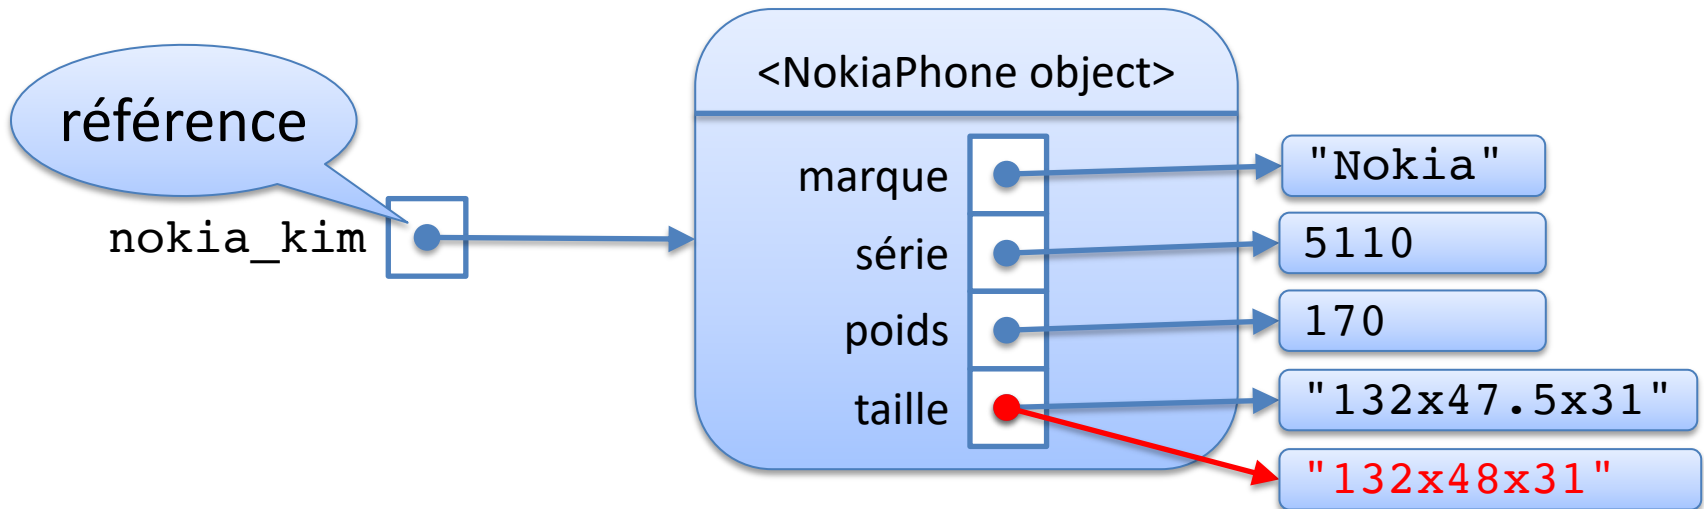 <NokiaPhone object>
référence
nokia_kim
marque
"Nokia"
série
5110
poids
170
taille
"132x47.5x31"
"132x48x31"